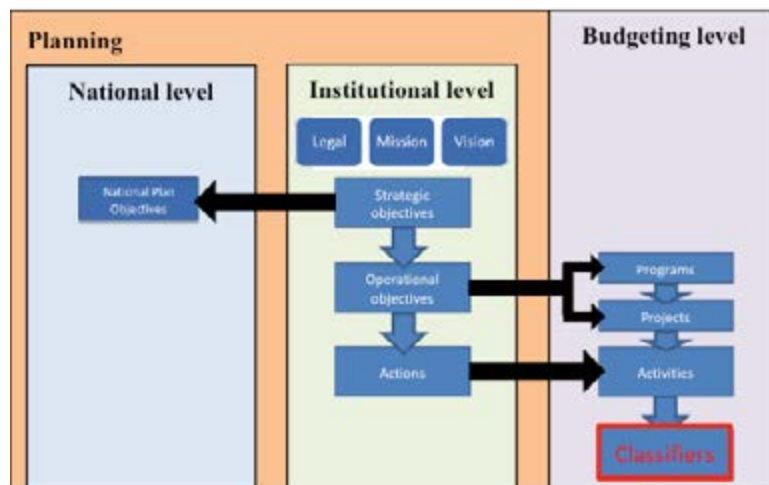 Planning
Budgeting level
National level
Institutional level
Legal
Mission
Vision
National Plan
Objectives
Strategic
objectives
Operational
objectives
Programs
Projects
Actions
Activities
Classifiers